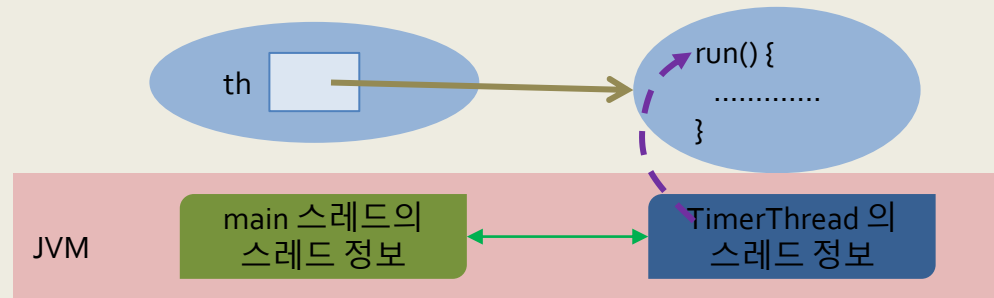 th
run() {
.............
}
JVM
main 스레드의
스레드 정보
TimerThread 의
스레드 정보